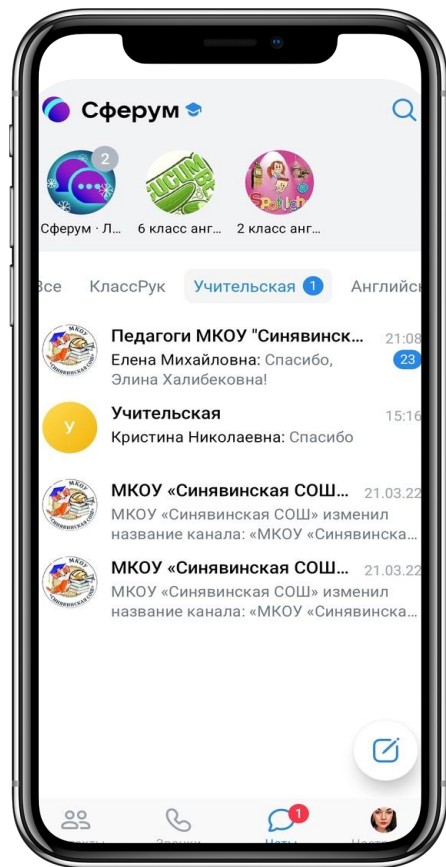 Сферум
2
Сферум · Л...
6 класс анг...
2 класс анг...
КлассРук
Учительская 1
Педагоги МКОУ "Синявинск... 21:08
Елена Михайловна: Спасибо, 23
Элина Халибековна!
У
Учительская 15:16
Кристина Николаевна: Спасибо
МКОУ «Синявинская СОШ... 21.03.22
МКОУ «Синявинская СОШ» изменил
название канала: «МКОУ «Синявинска...
МКОУ «Синявинская СОШ... 21.03.22
МКОУ «Синявинская СОШ» изменил
название канала: «МКОУ «Синявинска...
1